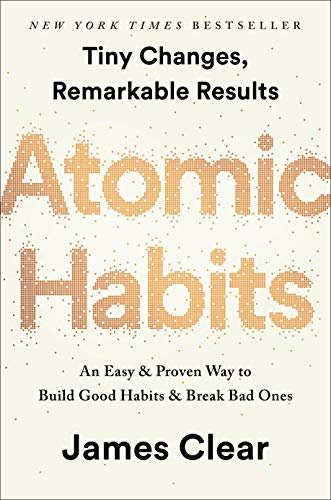 NEW YORK TIMES BESTSELLER
Tiny Changes,
Remarkable Results
Atomic
Habits
An Easy & Proven Way to
Build Good Habits & Break Bad Ones
James Clear